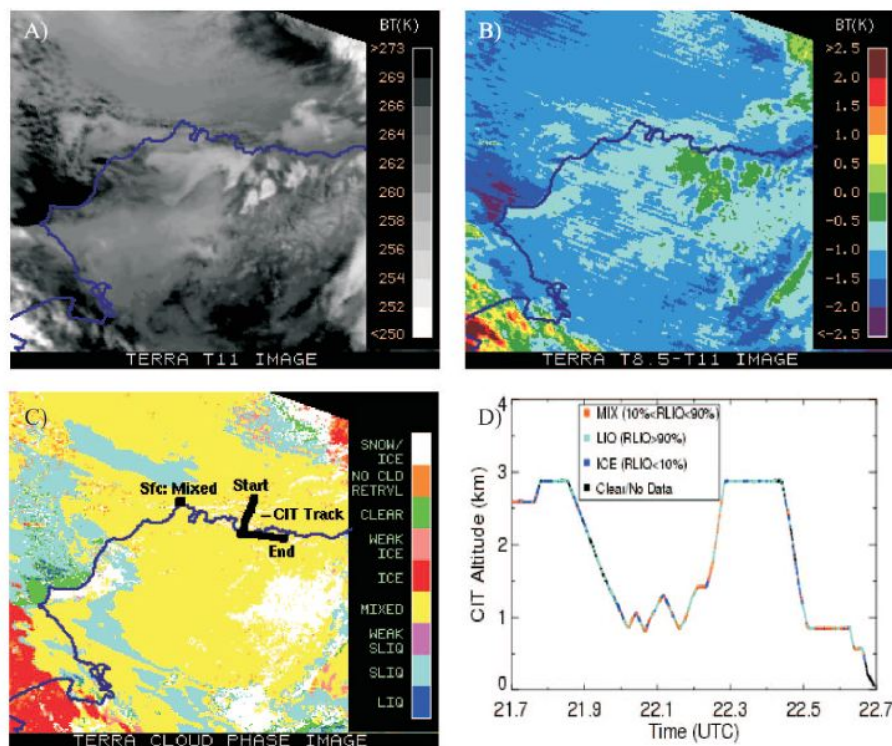 A)
BT(K)
>273
269
266
264
262
260
258
256
254
252
<250
TERRA T11 IMAGE
B)
BT(K)
>2.5
2.0
1.5
1.0
0.5
0.0
-0.5
-1.0
-1.5
-2.0
<-2.5
TERRA T8.5-T11 IMAGE
C)
Sfc: Mixed
Start
CIT Track
End
SNOW/
ICE
NO CLD
RETRVL
CLEAR
WEAK
ICE
ICE
MIXED
WEAK
SLIQ
SLIQ
LIQ
TERRA CLOUD PHASE IMAGE
D)
MIX (10%<RLIQ<90%)
LIQ (RLIQ>90%)
ICE (RLIQ<10%)
Clear/No Data
CIT Altitude (km)
4
3
2
1
0
21.7 21.9 22.0 22.1 22.3 22.4 22.5 22.7
Time (UTC)